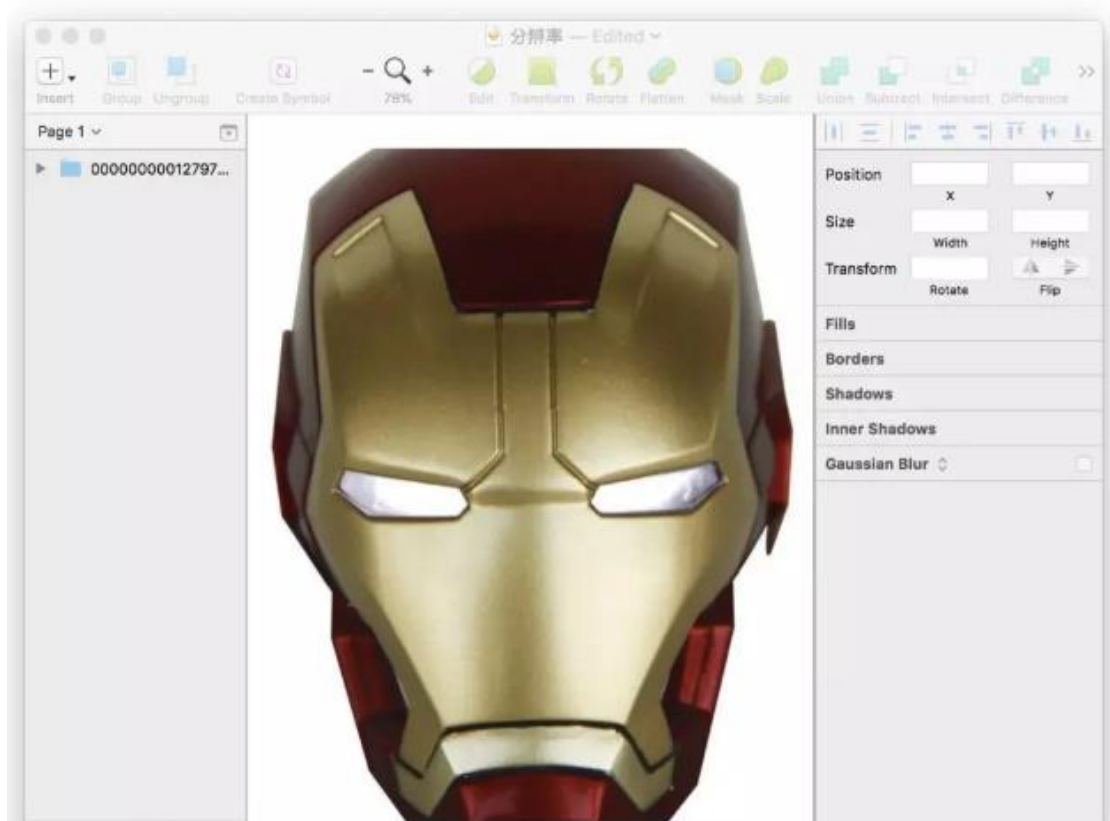 分辨率 — Edited
Insert Group Ungroup Create Symbol - 78% + Edit Transform Rotate Flatten Mask Scale Union Subtract Intersect Difference >>
Page 1
00000000012797...
Position
X Y
Size
Width Height
Transform
Rotate Flip
Fills
Borders
Shadows
Inner Shadows
Gaussian Blur